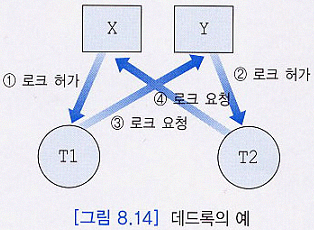 X
Y
① 로크 허가
② 로크 허가
④ 로크 요청
③ 로크 요청
T1
T2
[그림 8.14] 데드록의 예